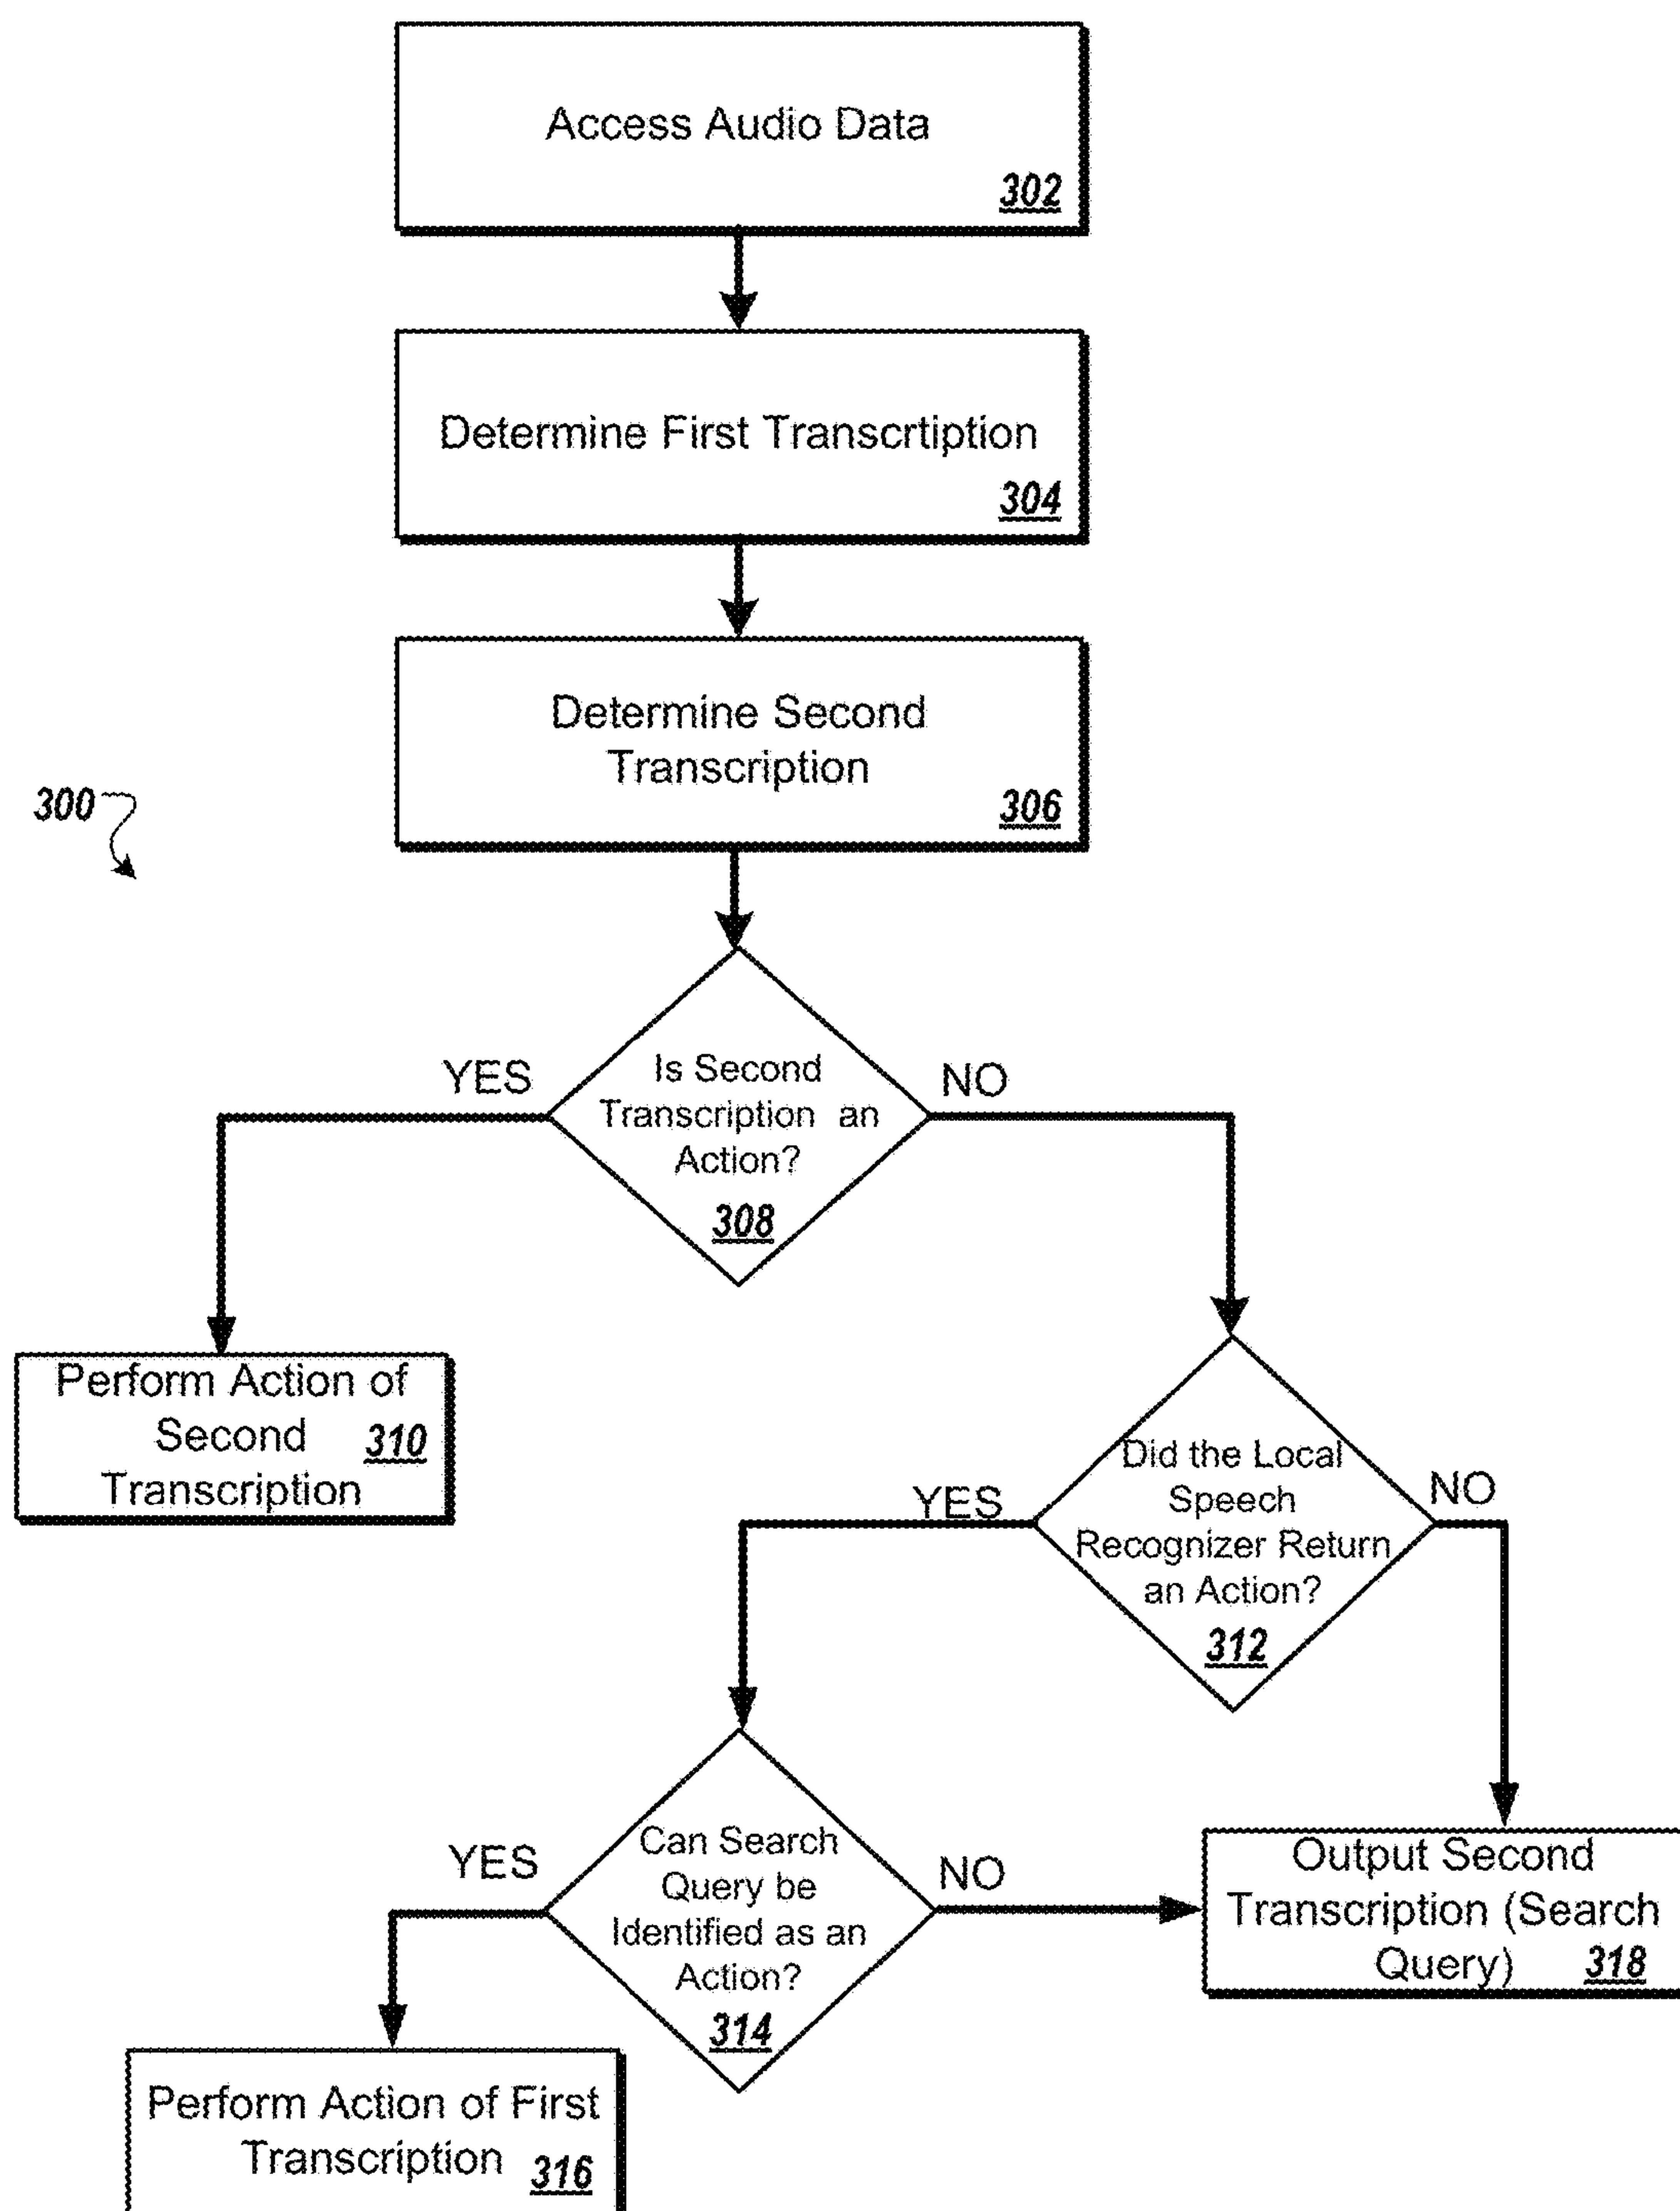 Access Audio Data
302
Determine First Transcrtiption
304
Determine Second
Transcription
306
300
YES
Is Second
Transcription an
Action?
308
NO
Perform Action of
Second
310
Transcription
YES
Did the Local
Speech
Recognizer Return
an Action?
312
NO
YES
Can Search
Query be
Identified as an
Action?
314
NO
Output Second
Transcription (Search
Query) 318
Perform Action of First
Transcription 316